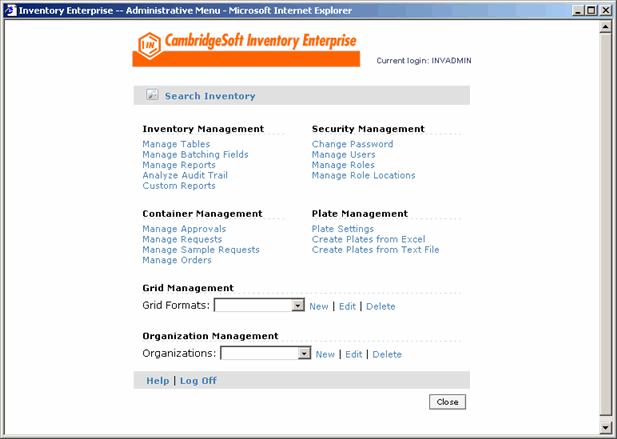 Inventory Enterprise -- Administrative Menu - Microsoft Internet Explorer
IN
CambridgeSoft Inventory Enterprise
Current login: INVADMIN
Search Inventory
Inventory Management
Manage Tables
Manage Batching Fields
Manage Reports
Analyze Audit Trail
Custom Reports
Security Management
Change Password
Manage Users
Manage Roles
Manage Role Locations
Container Management
Manage Approvals
Manage Requests
Manage Sample Requests
Manage Orders
Plate Management
Plate Settings
Create Plates from Excel
Create Plates from Text File
Grid Management
Grid Formats: New | Edit | Delete
Organization Management
Organizations: New | Edit | Delete
Help | Log Off
Close